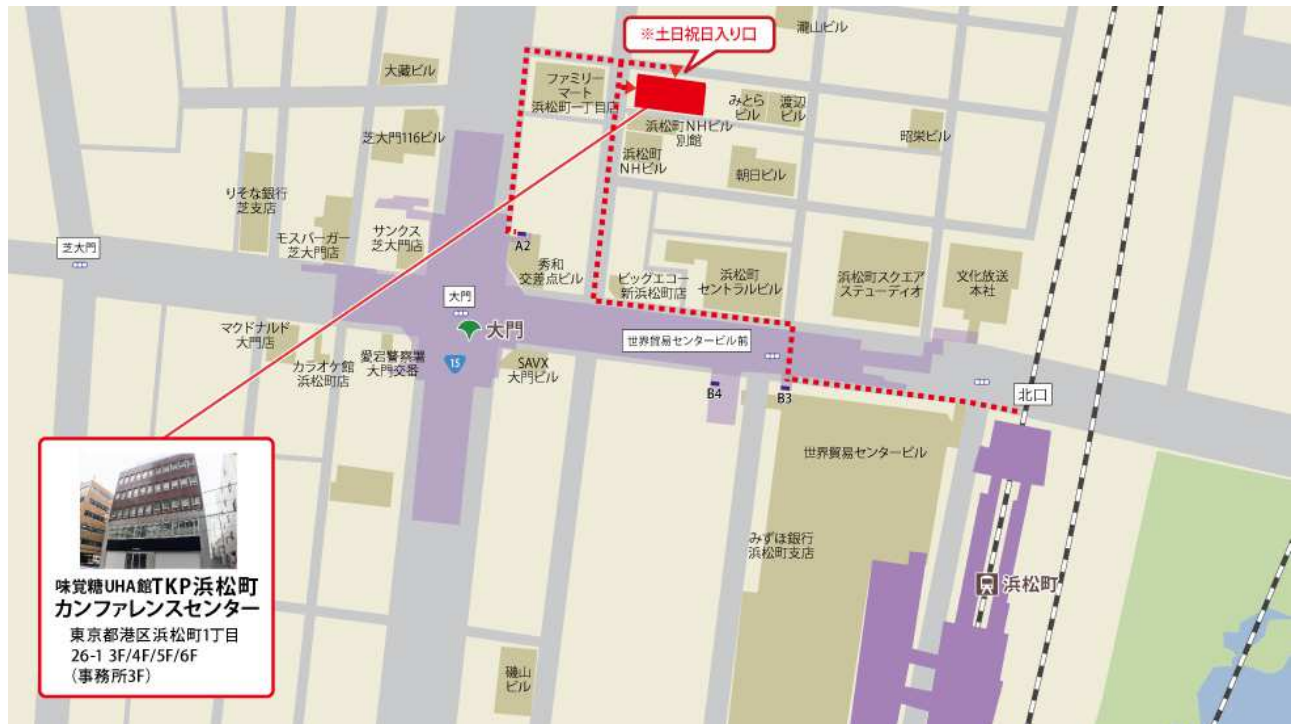 ※土日祝日入り口
瀧山ビル
大蔵ビル
ファミリー
マート
浜松町一丁目店
みとら
ビル
渡辺
ビル
芝大門116ビル
浜松町NHビル
別館
昭栄ビル
浜松町
NHビル
朝日ビル
りそな銀行
芝支店
モスバーガー
芝大門店
サンクス
芝大門店
芝大門
A2
秀和
交差点ビル
ビッグエコー
新浜松町店
浜松町
セントラルビル
浜松町スクエア
ステューディオ
文化放送
本社
大門
大門
世界貿易センタービル前
マクドナルド
大門店
カラオケ館
浜松町店
愛宕警察署
大門交番
15
SAVX
大門ビル
B4
B3
北口
世界貿易センタービル
みずほ銀行
浜松町支店
浜松町
磯山
ビル
味覚糖UHA館TKP浜松町
カンファレンスセンター
東京都港区浜松町1丁目
26-1 3F/4F/5F/6F
(事務所3F)